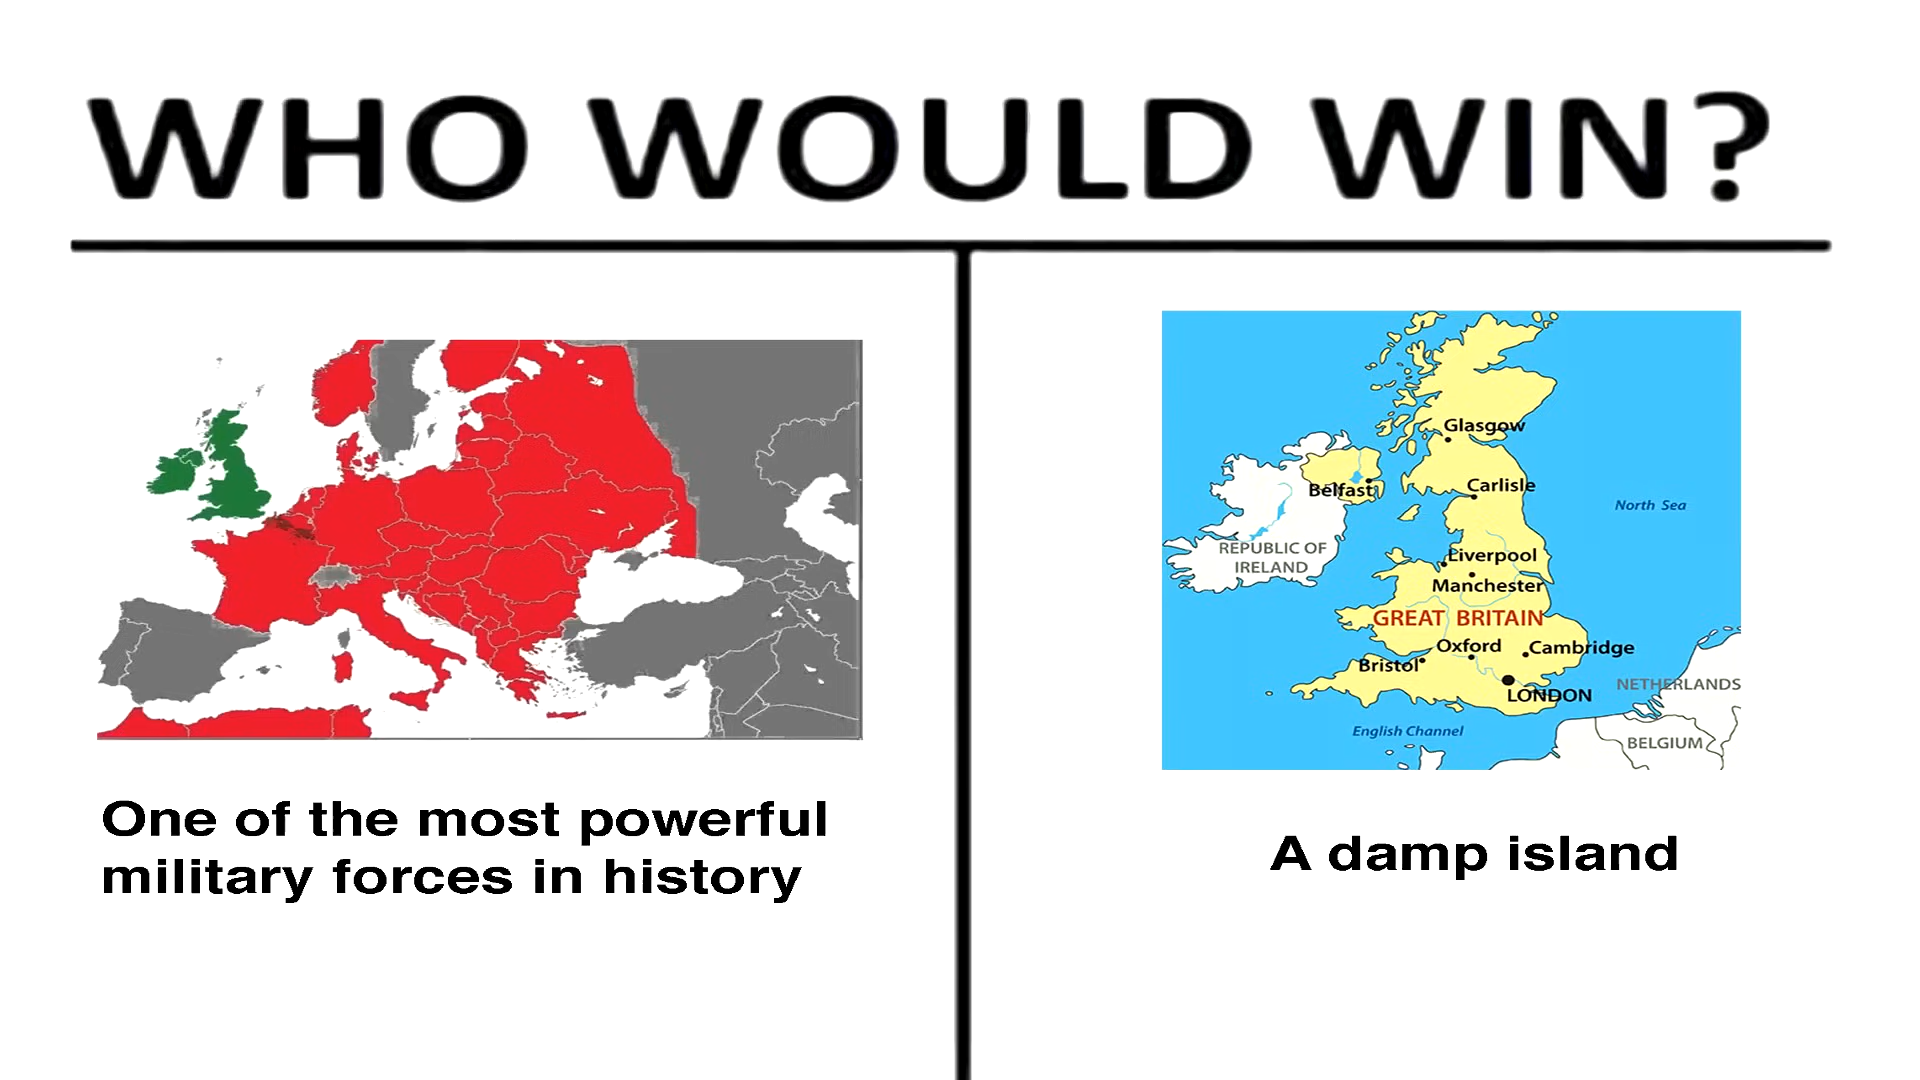 WHO WOULD WIN?
One of the most powerful
military forces in history
Glasgow
Belfast
Carlisle
North Sea
REPUBLIC OF
IRELAND
Liverpool
Manchester
GREAT BRITAIN
Oxford
Cambridge
Bristol
LONDON
NETHERLANDS
English Channel
BELGIUM
A damp island